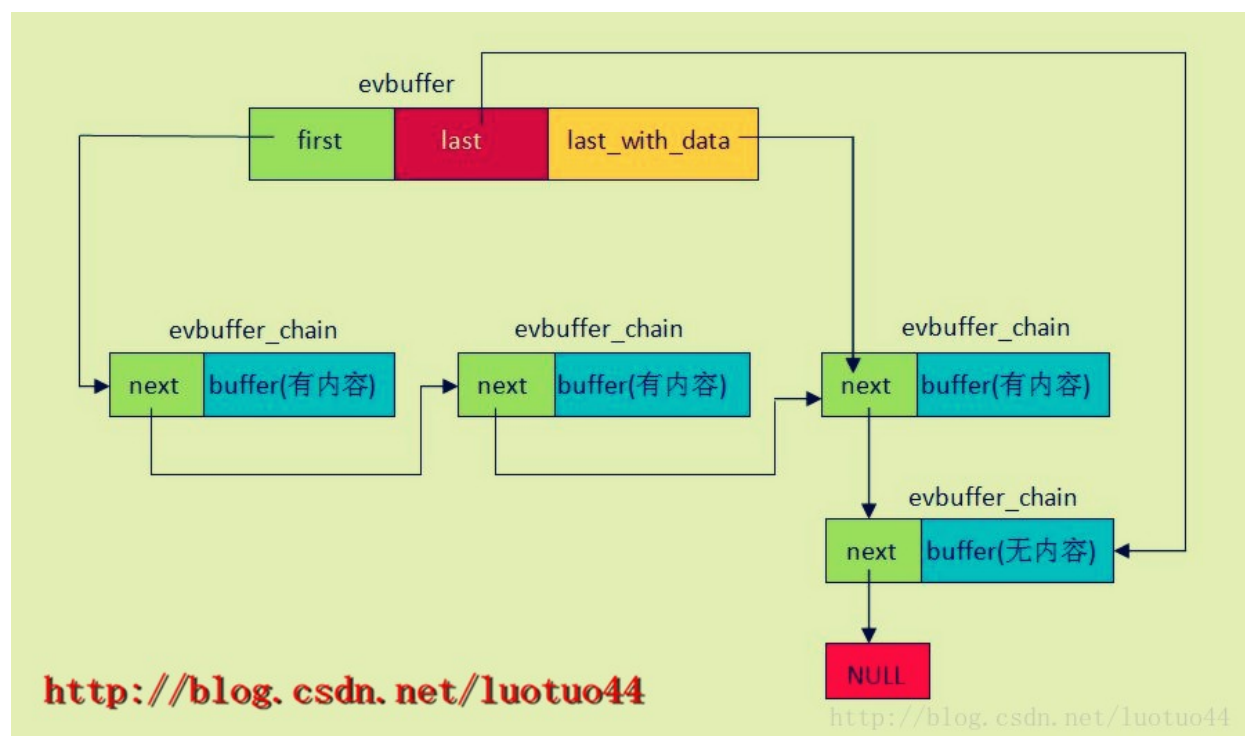 evbuffer
first last last_with_data
evbuffer_chain evbuffer_chain evbuffer_chain
next buffer(有内容) next buffer(有内容) next buffer(有内容)
evbuffer_chain
next buffer(无内容)
NULL
http://blog.csdn.net/luotuo44
http://blog.csdn.net/luotuo44